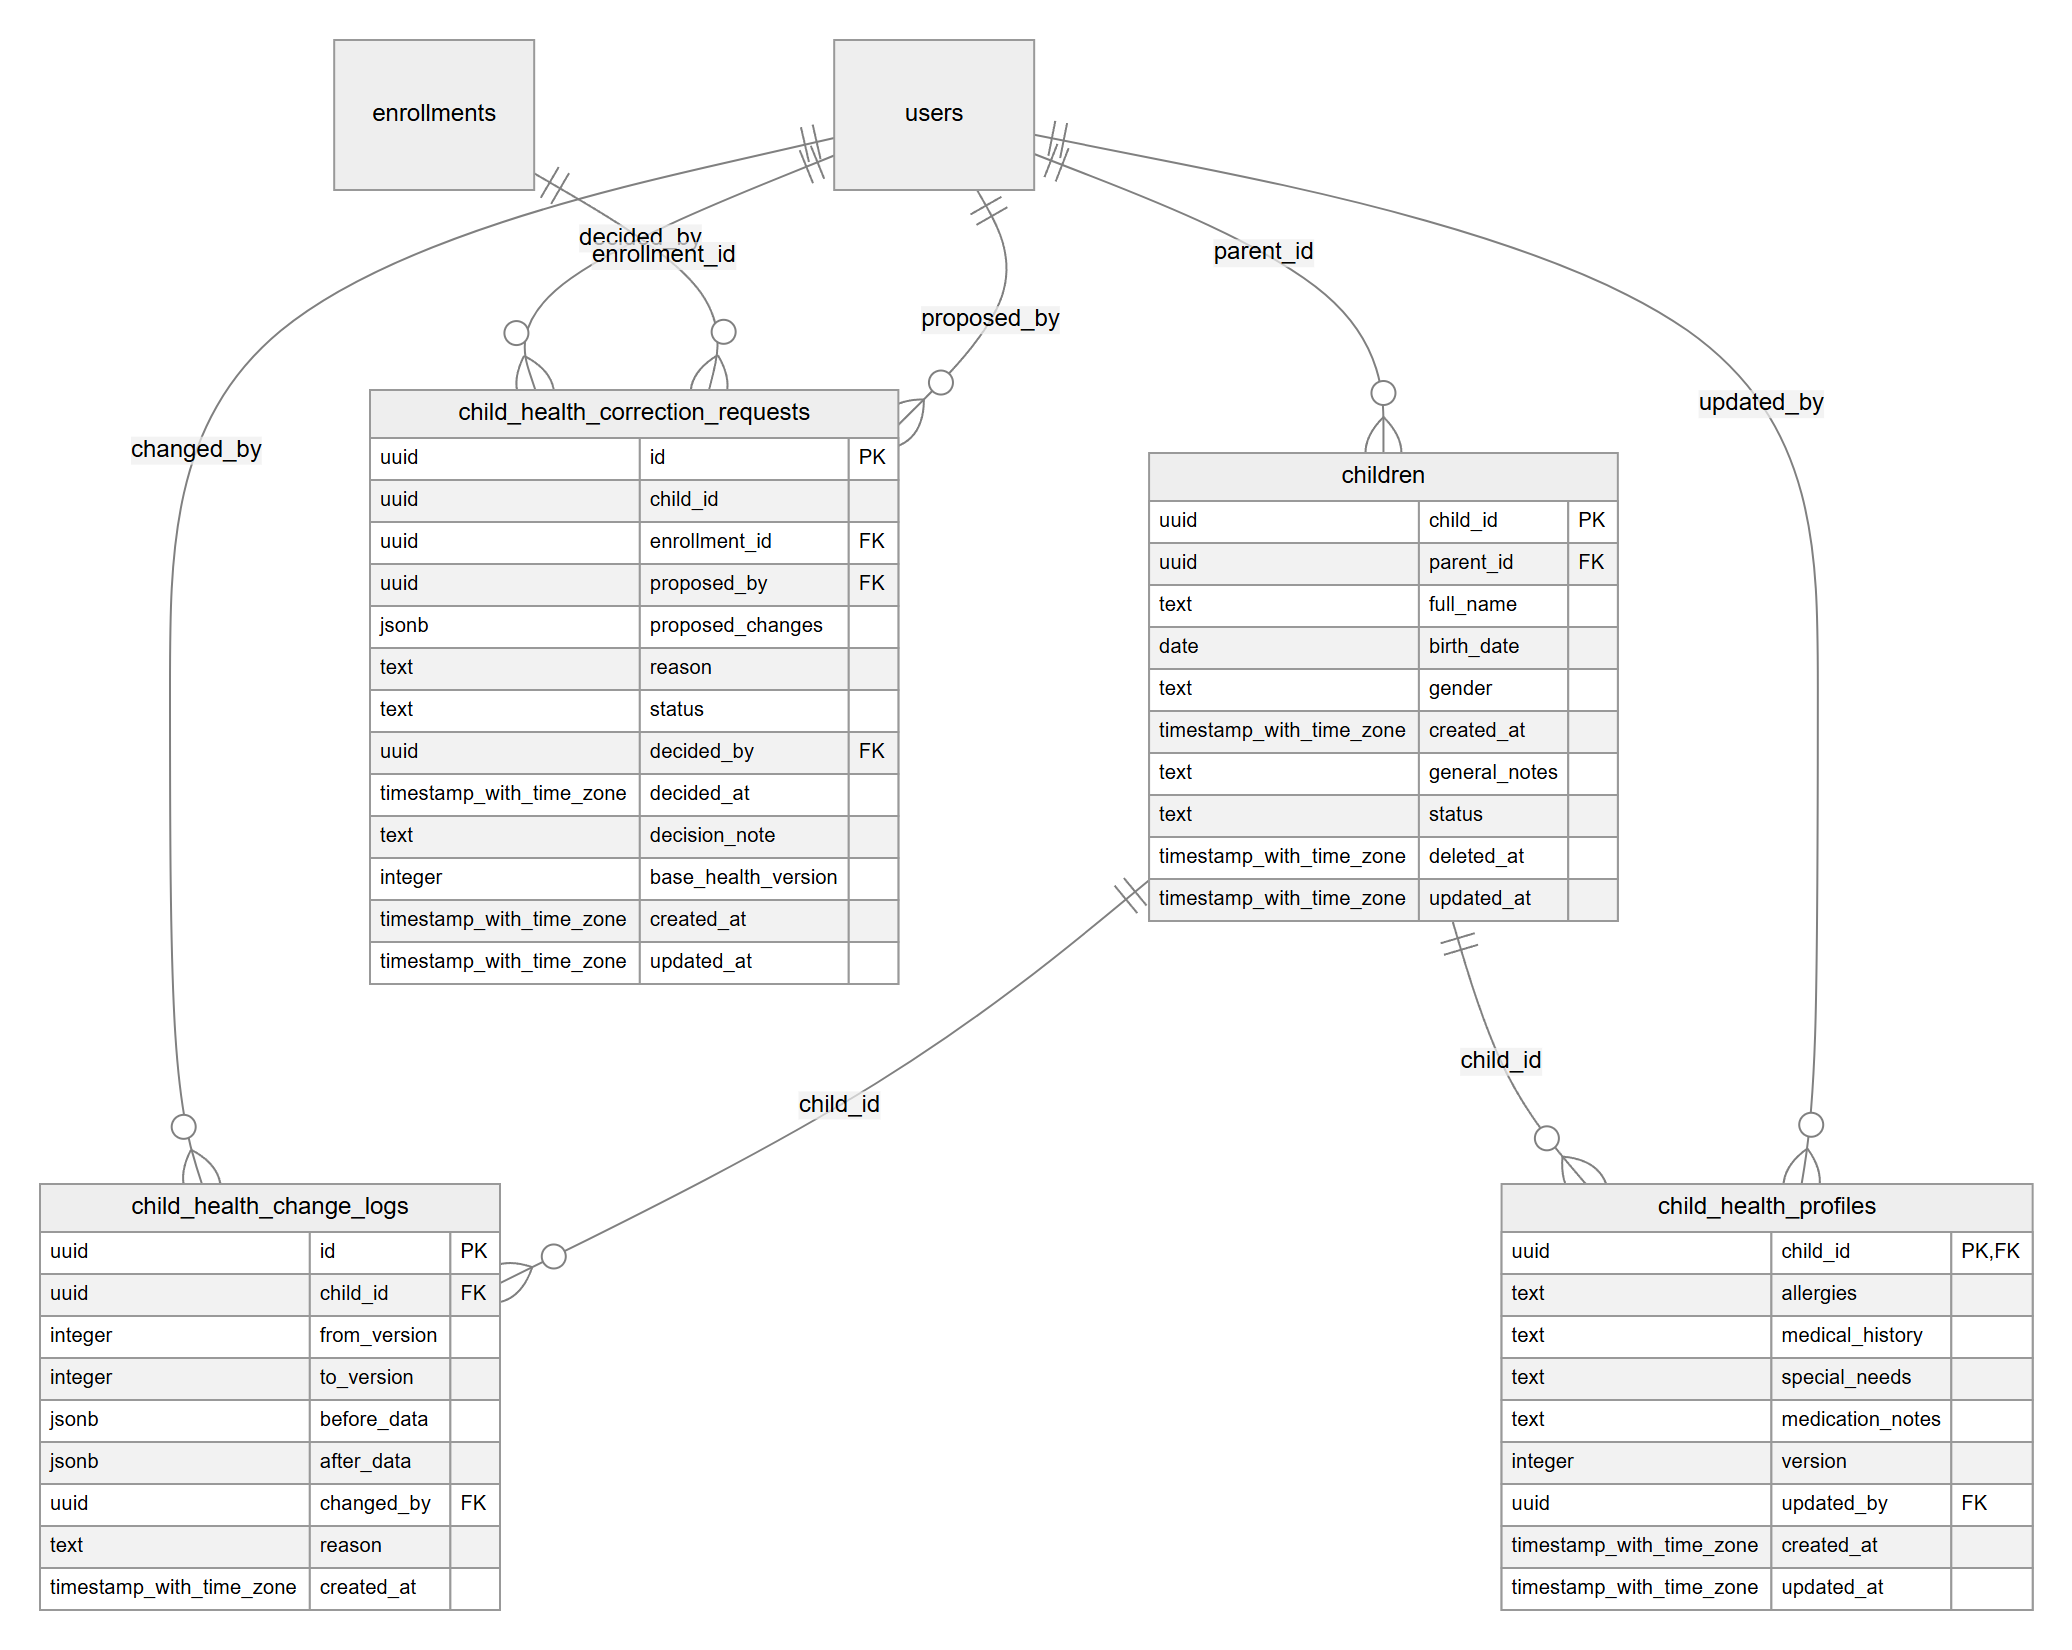 enrollments
users
decided_by
enrollment_id
parent_id
proposed_by
updated_by
changed_by
child_health_correction_requests
uuid id PK
uuid child_id
uuid enrollment_id FK
uuid proposed_by FK
jsonb proposed_changes
text reason
text status
uuid decided_by FK
timestamp_with_time_zone decided_at
text decision_note
integer base_health_version
timestamp_with_time_zone created_at
timestamp_with_time_zone updated_at
children
uuid child_id PK
uuid parent_id FK
text full_name
date birth_date
text gender
timestamp_with_time_zone created_at
text general_notes
text status
timestamp_with_time_zone deleted_at
timestamp_with_time_zone updated_at
child_id
child_id
child_health_change_logs
uuid id PK
uuid child_id FK
integer from_version
integer to_version
jsonb before_data
jsonb after_data
uuid changed_by FK
text reason
timestamp_with_time_zone created_at
child_health_profiles
uuid child_id PK,FK
text allergies
text medical_history
text special_needs
text medication_notes
integer version
uuid updated_by FK
timestamp_with_time_zone created_at
timestamp_with_time_zone updated_at